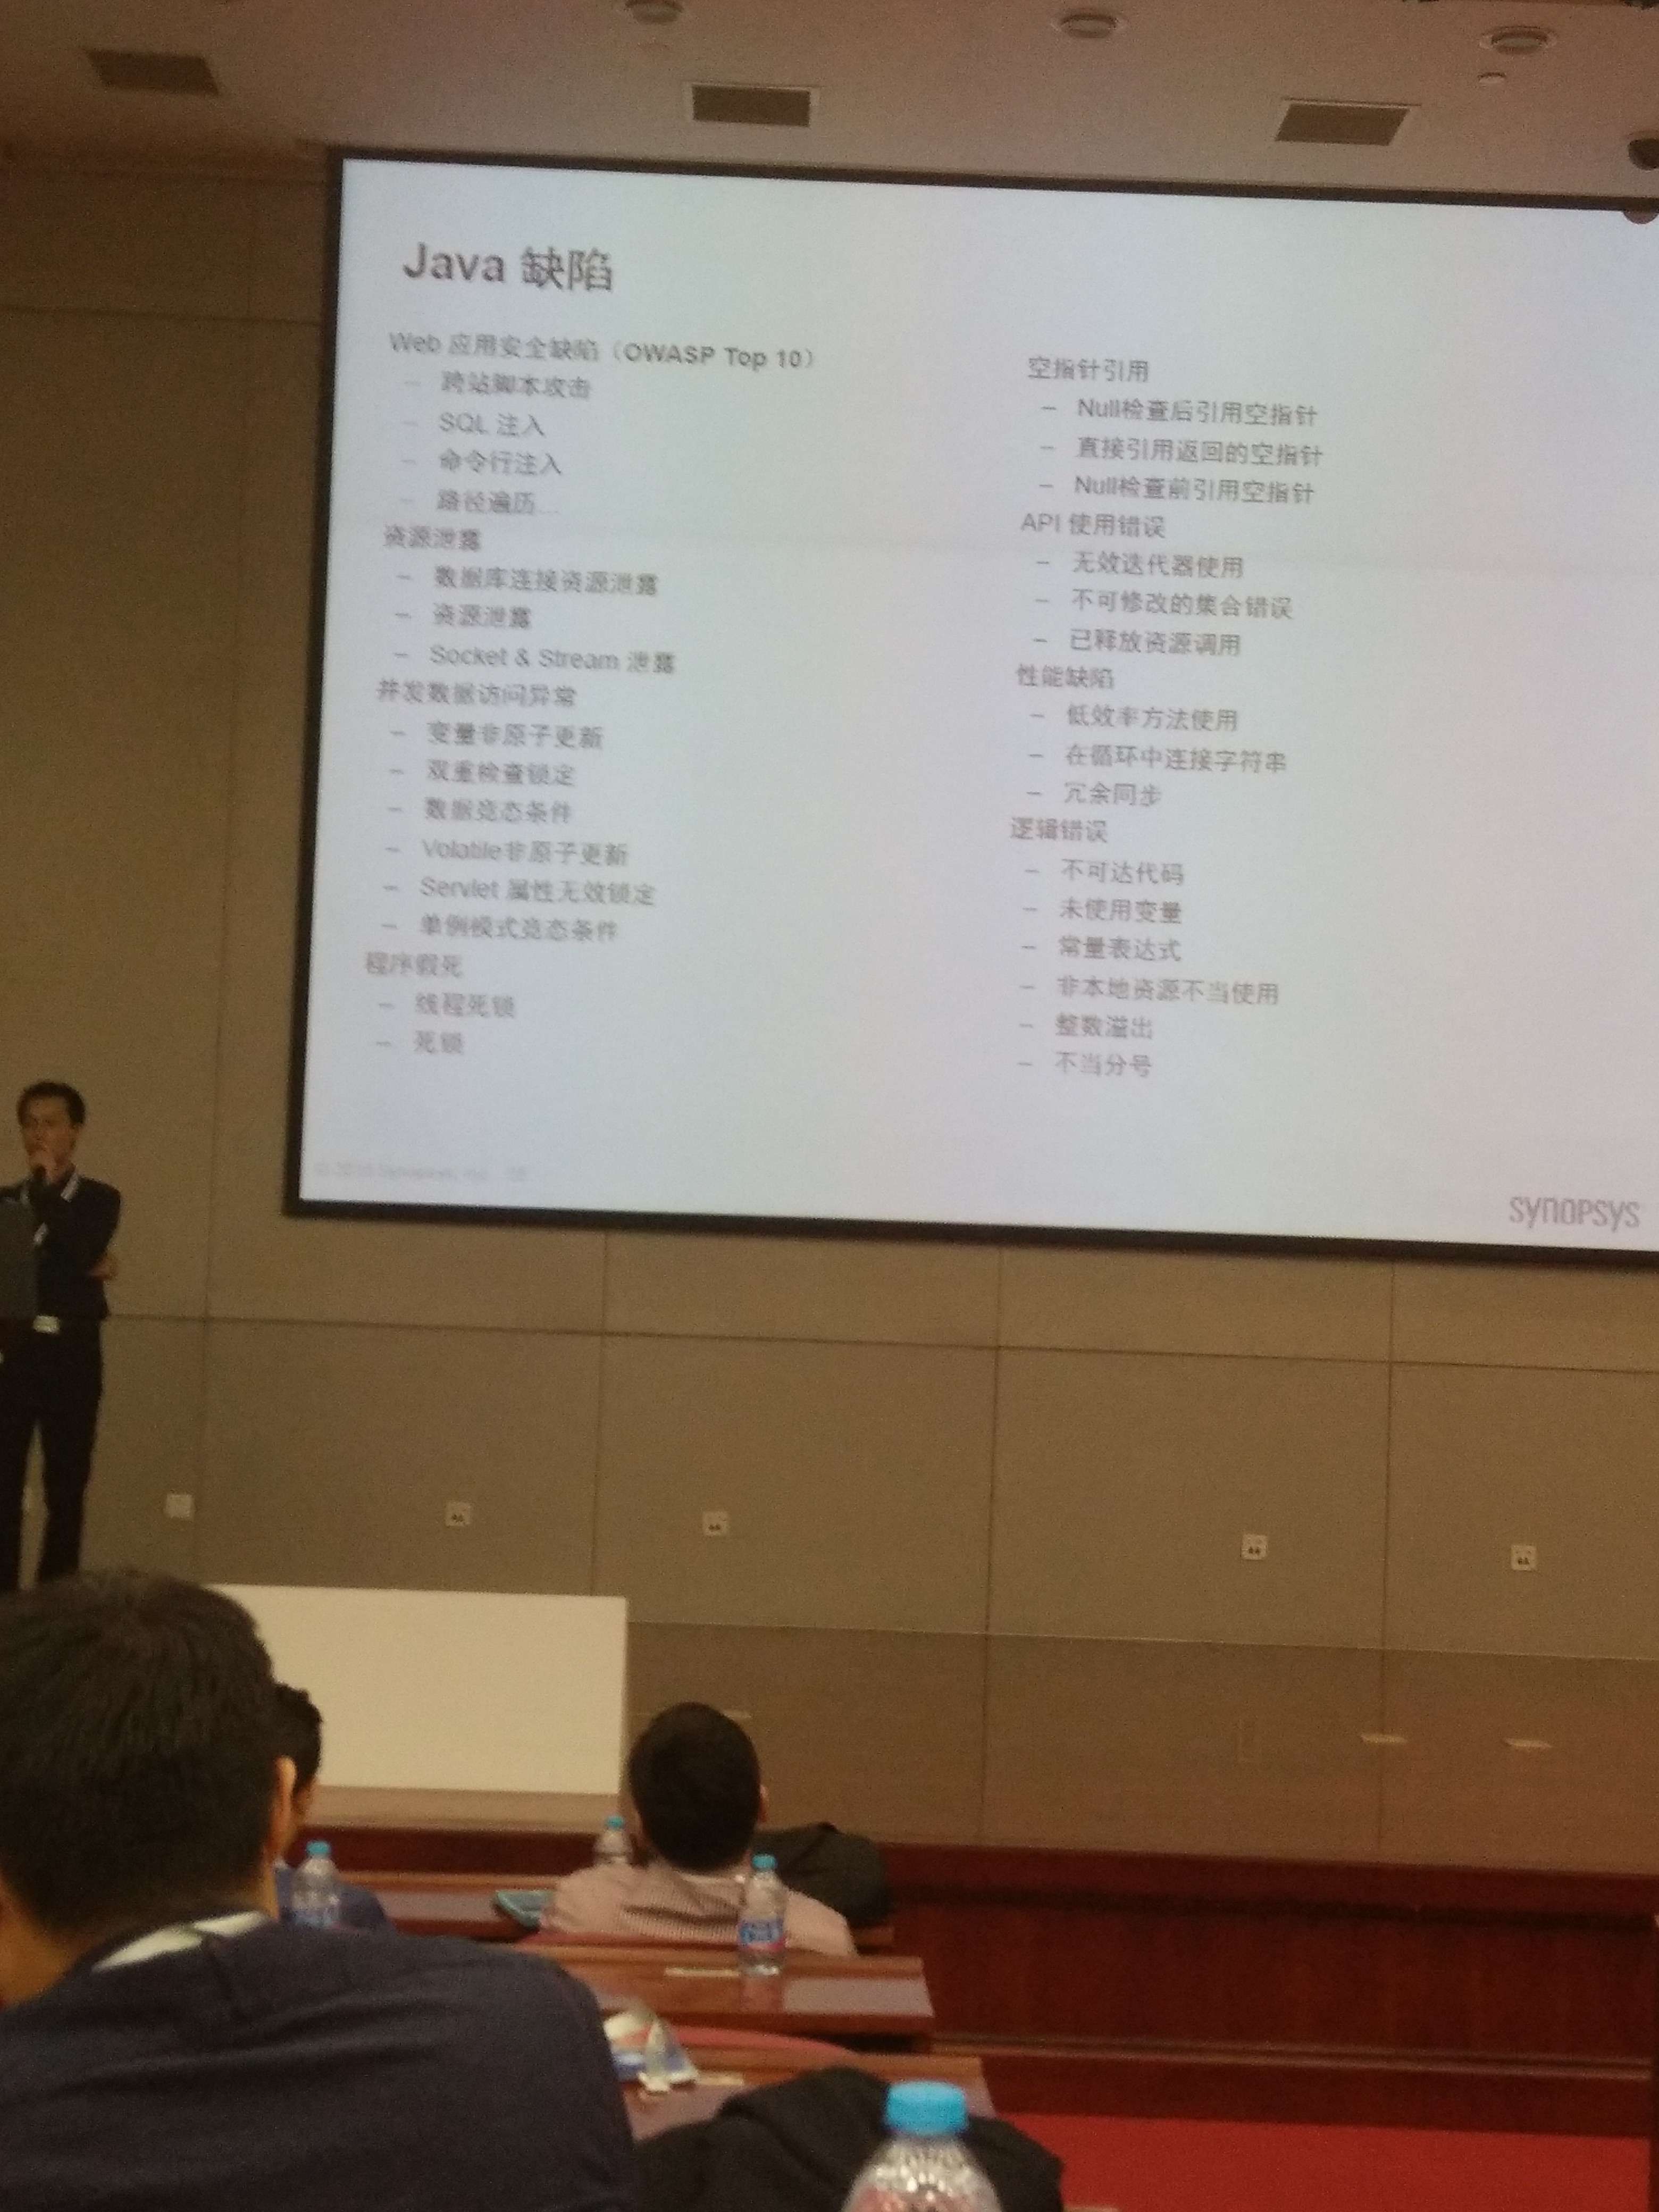 Java 缺陷
Web 应用安全缺陷（OWASP Top 10）
– 跨站脚本攻击
– SQL 注入
– 命令行注入
– 路径遍历...
资源泄露
– 数据库连接资源泄露
– 资源泄露
– Socket & Stream 泄露
并发数据访问异常
– 变量非原子更新
– 双重检查锁定
– 数据竞态条件
– Volatile非原子更新
– Servlet 属性无效锁定
– 单例模式竞态条件
程序假死
– 线程死锁
– 死锁
空指针引用
– Null检查后引用空指针
– 直接引用返回的空指针
– Null检查前引用空指针
API 使用错误
– 无效迭代器使用
– 不可修改的集合错误
– 已释放资源调用
性能缺陷
– 低效率方法使用
– 在循环中连接字符串
– 冗余同步
逻辑错误
– 不可达代码
– 未使用变量
– 常量表达式
– 非本地资源不当使用
– 整数溢出
– 不当分号
Synopsys, Inc.
SYNOPSYS